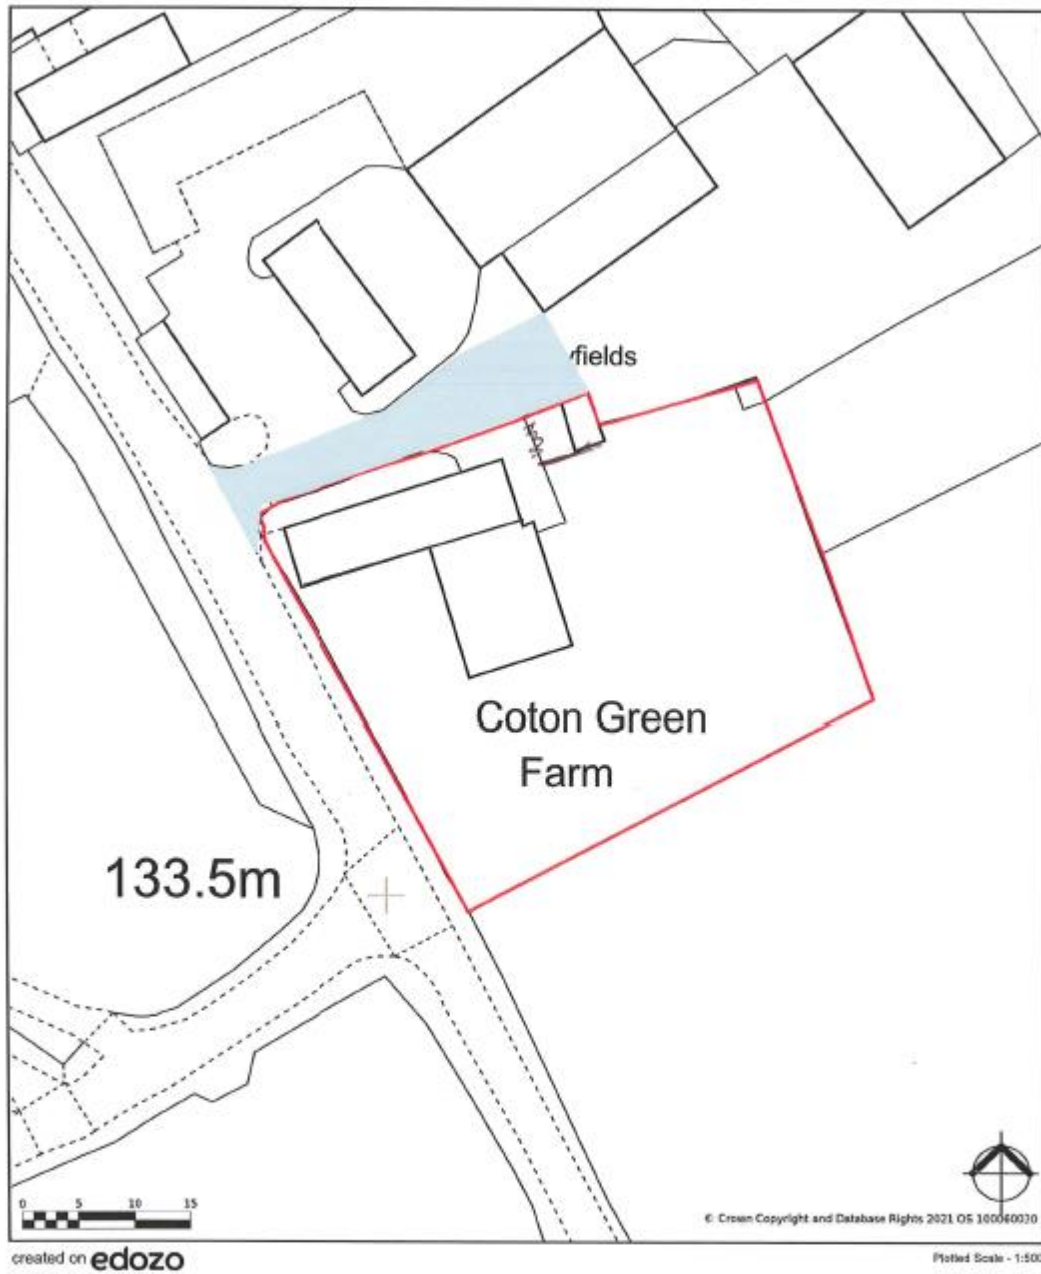 yfields
Coton Green
Farm
133.5m
0 5 10 15
© Crown Copyright and Database Rights 2021 OS 100060020
created on edozo
Plotted Scale - 1:500